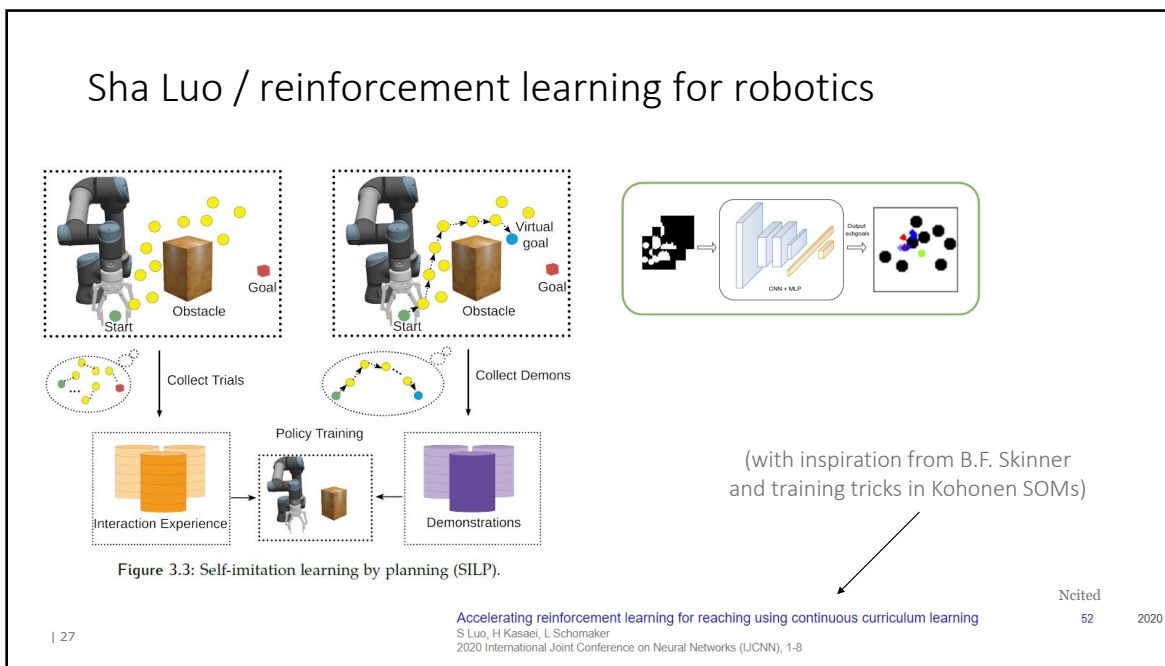 Sha Luo / reinforcement learning for robotics
Start
Obstacle
Goal
Start
Obstacle
Virtual
goal
Goal
Collect Trials
Collect Demons
...
Policy Training
Interaction Experience
Demonstrations
Figure 3.3: Self-imitation learning by planning (SILP).
CNN + MLP
Output
subgoals
(with inspiration from B.F. Skinner
and training tricks in Kohonen SOMs)
Ncited
Accelerating reinforcement learning for reaching using continuous curriculum learning 52 2020
S Luo, H Kasaei, L Schomaker
2020 International Joint Conference on Neural Networks (IJCNN), 1-8
| 27